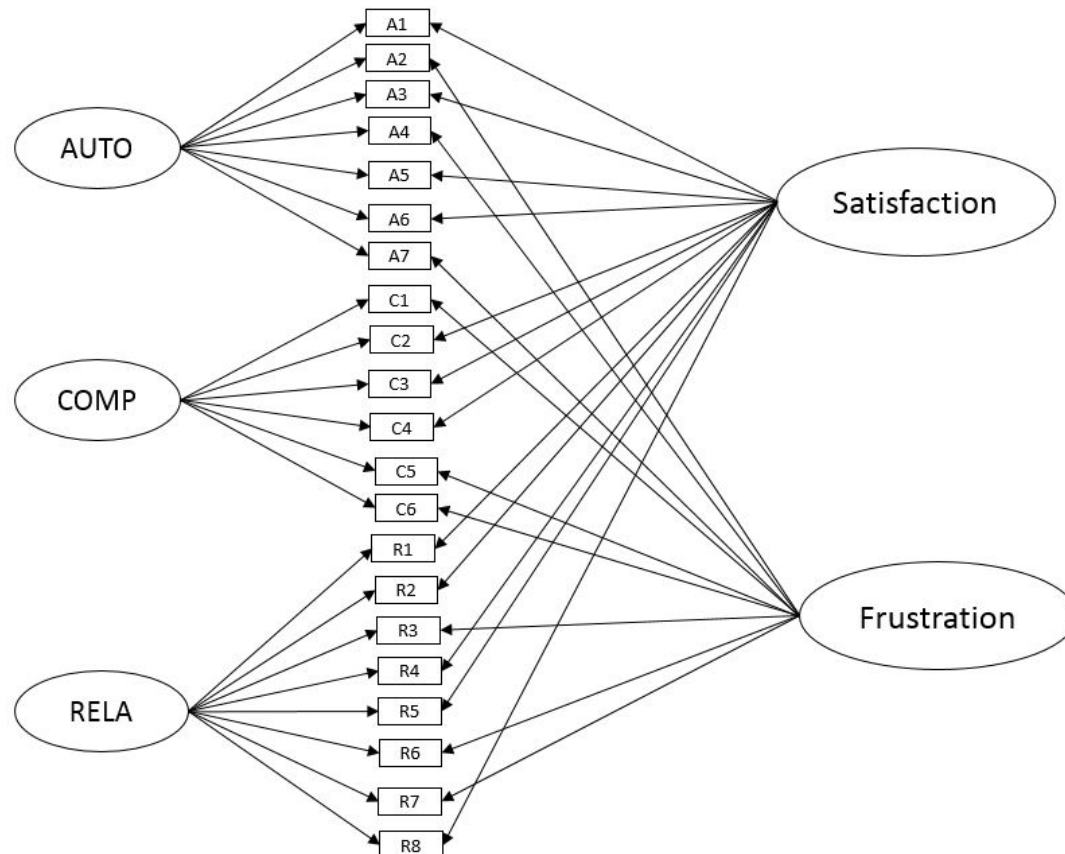 A1
A2
A3
A4
AUTO
A5
A6
Satisfaction
A7
C1
C2
C3
COMP
C4
C5
C6
R1
R2
R3
Frustration
R4
R5
RELA
R6
R7
R8